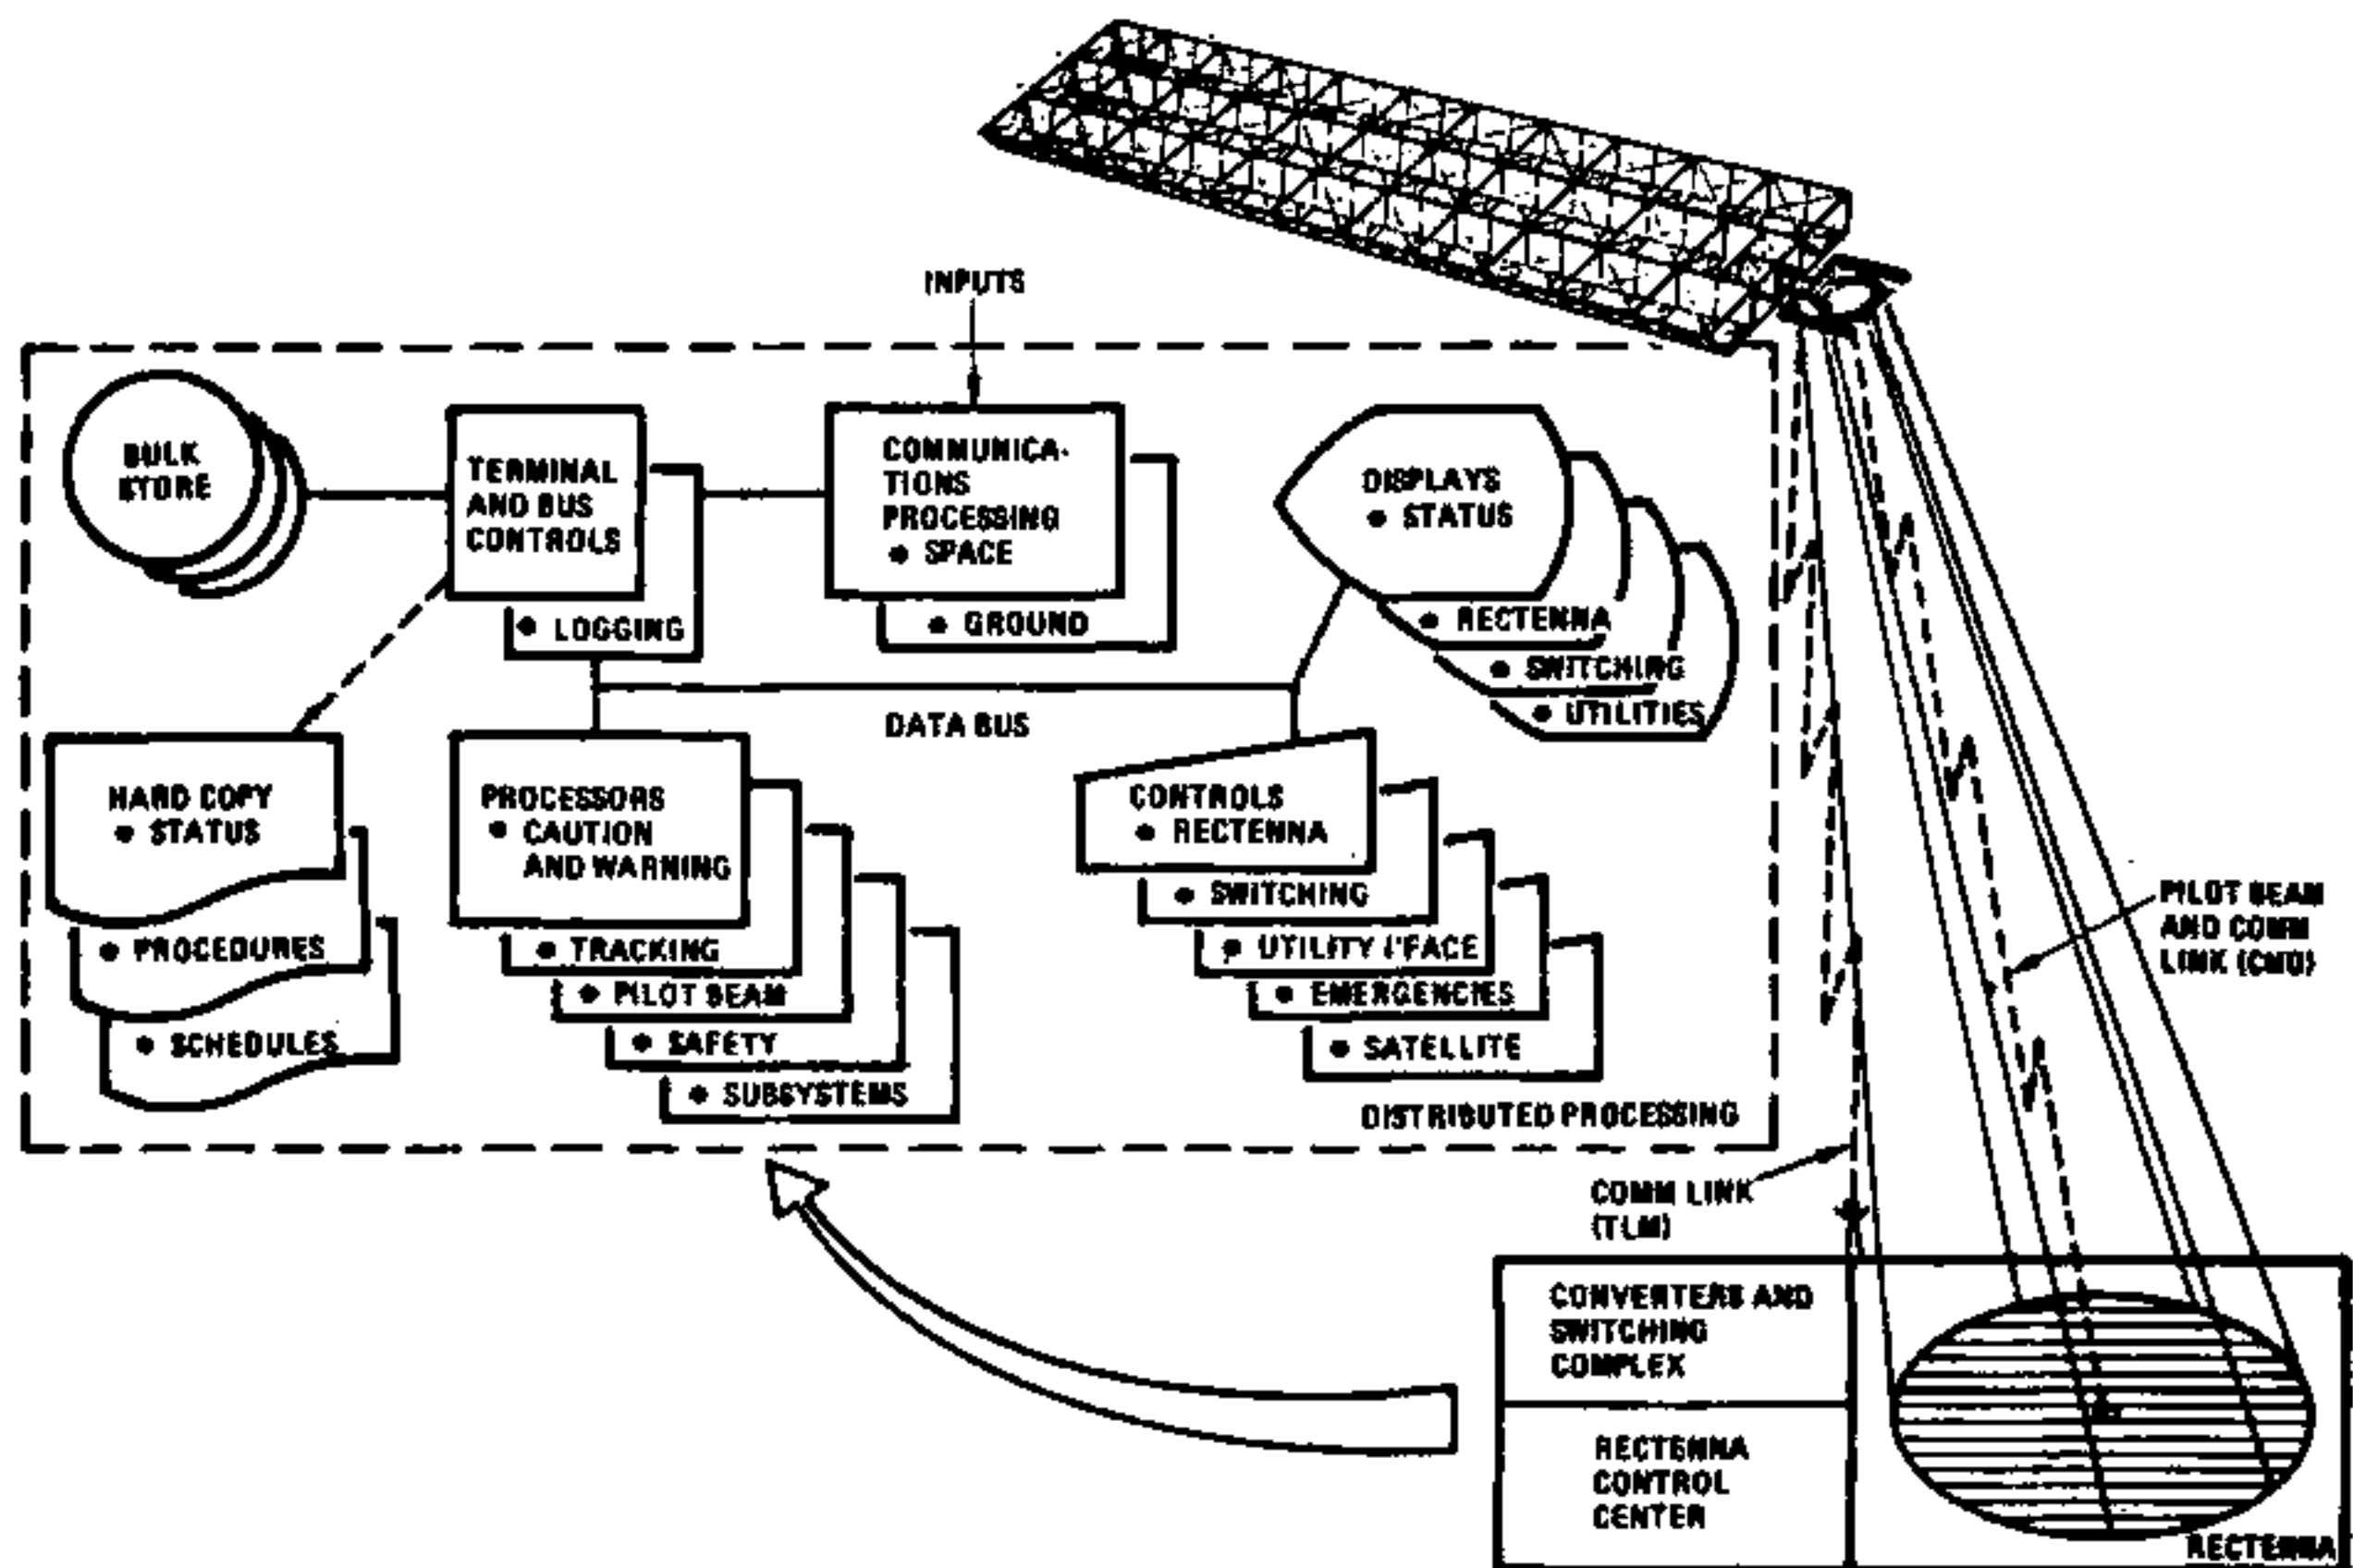 INPUTS
BULK
STORE
TERMINAL
AND BUS
CONTROLS
● LOGGING
COMMUNICA-
TIONS
PROCESSING
● SPACE
● GROUND
DISPLAYS
● STATUS
● RECTENNA
● SWITCHING
● UTILITIES
DATA BUS
HARD COPY
● STATUS
● PROCEDURES
● SCHEDULES
PROCESSORS
● CAUTION
AND WARNING
● TRACKING
● PILOT BEAM
● SAFETY
● SUBSYSTEMS
CONTROLS
● RECTENNA
● SWITCHING
● UTILITY I'FACE
● EMERGENCIES
● SATELLITE
DISTRIBUTED PROCESSING
PILOT BEAM
AND COMM
LINK (CMD)
COMM LINK
(TLM)
CONVERTERS AND
SWITCHING
COMPLEX
RECTENNA
CONTROL
CENTER
RECTENNA